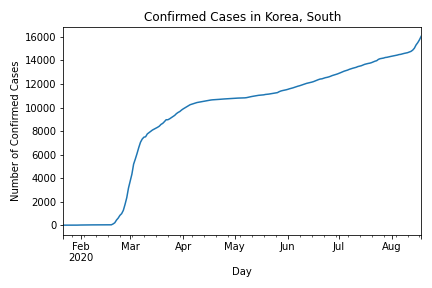 Confirmed Cases in Korea, South
Number of Confirmed Cases
16000
14000
12000
10000
8000
6000
4000
2000
0
Feb Mar Apr May Jun Jul Aug
2020
Day